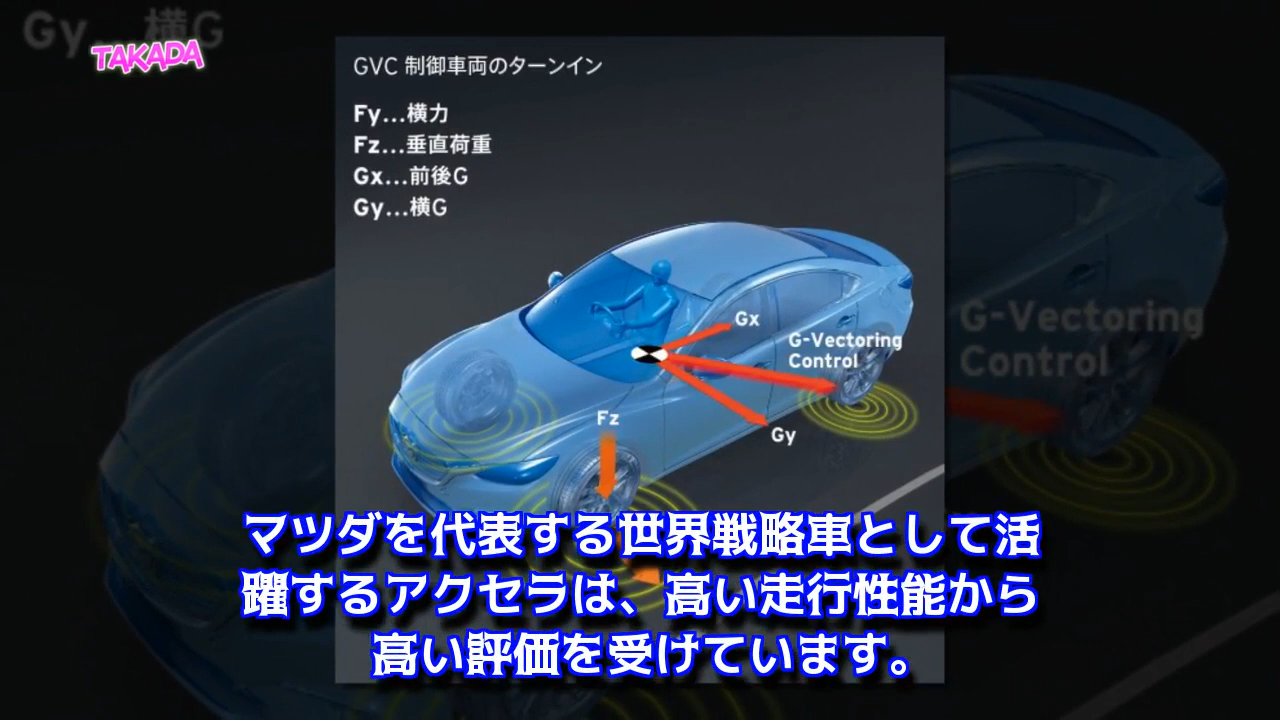 Gy...横G
TAKADA
GVC 制御車両のターンイン
Fy...横力
Fz...垂直荷重
Gx...前後G
Gy...横G
Gx
G-Vectoring
Control
Gy
Fz
G-Vectoring
Control
マツダを代表する世界戦略車として活
躍するアクセラは、高い走行性能から
高い評価を受けています。